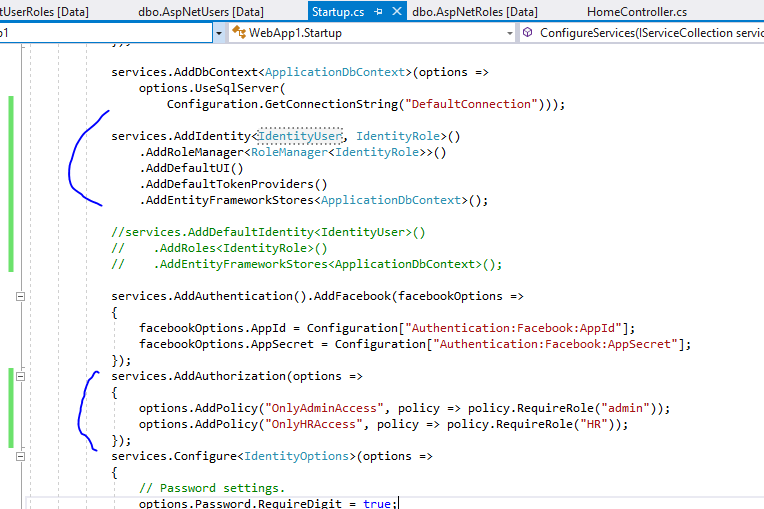 tUserRoles [Data] dbo.AspNetUsers [Data] Startup.cs dbo.AspNetRoles [Data] HomeController.cs
p1 WebApp1.Startup ConfigureServices(IServiceCollection servic
});
services.AddDbContext<ApplicationDbContext>(options =>
options.UseSqlServer(
Configuration.GetConnectionString("DefaultConnection")));
services.AddIdentity<IdentityUser, IdentityRole>()
.AddRoleManager<RoleManager<IdentityRole>>()
.AddDefaultUI()
.AddDefaultTokenProviders()
.AddEntityFrameworkStores<ApplicationDbContext>();
//services.AddDefaultIdentity<IdentityUser>()
//    .AddRoles<IdentityRole>()
//    .AddEntityFrameworkStores<ApplicationDbContext>();
services.AddAuthentication().AddFacebook(facebookOptions =>
{
facebookOptions.AppId = Configuration["Authentication:Facebook:AppId"];
facebookOptions.AppSecret = Configuration["Authentication:Facebook:AppSecret"];
});
services.AddAuthorization(options =>
{
options.AddPolicy("OnlyAdminAccess", policy => policy.RequireRole("admin"));
options.AddPolicy("OnlyHRAccess", policy => policy.RequireRole("HR"));
});
services.Configure<IdentityOptions>(options =>
{
// Password settings.
options.Password.RequireDigit = true;